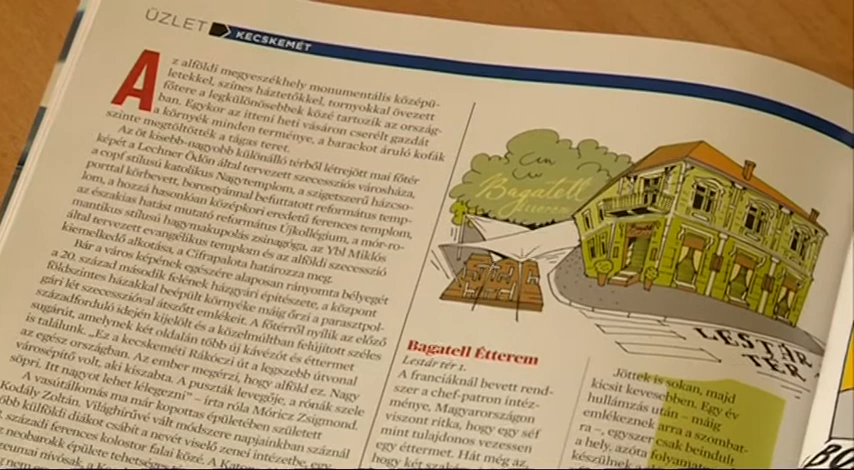 ÜZLET
KECSKEMÉT
Az alföldi megyeszékhely monumentális középü-
letekkel, színes háztetőkkel, tornyokkal övezett
főtere a legkülönösebbek közé tartozik az ország-
ban. Egykor az itteni heti vásáron cserélt gazdát
a környék minden terménye, a barackot áruló kofák
szinte megtöltötték a tágas teret.
Az öt kisebb-nagyobb különálló térből létrejött mai főtér
képét a Lechner Ödön által tervezett szecessziós városháza,
a copf stílusú katolikus Nagytemplom, a szigetszerű házcso-
porttal körbevett, borostyánnal befuttatott református temp-
lom, a hozzá hasonlóan középkori eredetű ferences templom,
az északias hatást mutató református Újkollégium, a mór-ro-
mantikus stílusú hagymakupolás zsinagóga, az Ybl Miklós
által tervezett evangélikus templom és az alföldi szecesszió
kiemelkedő alkotása, a Cifrapalota határozza meg.
Bár a város képének egészére alaposan rányomta bélyegét
a 20. század második felének házgyári építészete, a központ
földszintes házakkal beépült környéke máig őrzi a parasztpol-
gári lét szecesszióval átszőtt emlékeit. A főtérről nyílik az előző
századforduló idején kijelölt és a közelmúltban felújított széles
sugárút, amelynek két oldalán több új kávézót és éttermet
is találunk. „Ez a kecskeméti Rákóczi út a legszebb útvonal
az egész országban. Az ember megérzi, hogy alföld ez. Nagy
városépítő volt, aki kiszabta. A puszták levegője, a rónák szele
söpri. Itt nagyot lehet lélegezni” – írta róla Móricz Zsigmond.
A vasútállomás ma már koptatas épületében született
Kodály Zoltán. Világhírűvé vált módszere napjainkban száznál
több külföldi diákot csábít a nevét viselő zenei intézetbe, egy
századi ferences kolostor falai közé. A
neobarokk épülete tehetséges
Bagatell
Étterem
LESTÁR
TÉR
Bagatell Étterem
Lestár tér 1.
A franciáknál bevett rend-
szer a chef-patron intéz-
ménye, Magyarországon
viszont ritka, hogy egy séf
mint tulajdonos vezessen
egy éttermet. Hát még az,
hogy két
Jöttek is sokan, majd
kicsit kevesebben. Egy év
hullámzás után – máig
emlékeznek arra a szombat-
ra –, egyszer csak beindult
a hely, azóta folyamatos
készülnek